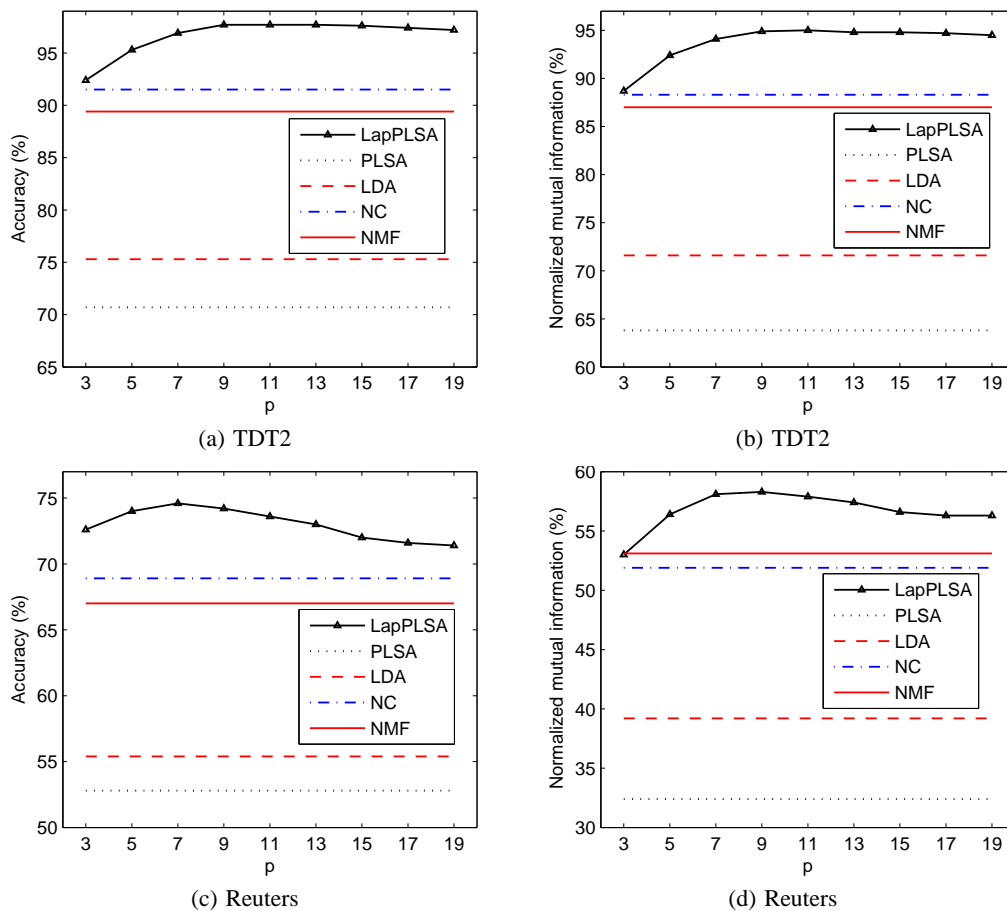 Accuracy (%)
95
90
85
80
75
70
65
LapPLSA
PLSA
LDA
NC
NMF
3 5 7 9 11 13 15 17 19
p
(a) TDT2
Normalized mutual information (%)
95
90
85
80
75
70
65
60
LapPLSA
PLSA
LDA
NC
NMF
3 5 7 9 11 13 15 17 19
p
(b) TDT2
Accuracy (%)
75
70
65
60
55
50
LapPLSA
PLSA
LDA
NC
NMF
3 5 7 9 11 13 15 17 19
p
(c) Reuters
Normalized mutual information (%)
60
55
50
45
40
35
30
LapPLSA
PLSA
LDA
NC
NMF
3 5 7 9 11 13 15 17 19
p
(d) Reuters